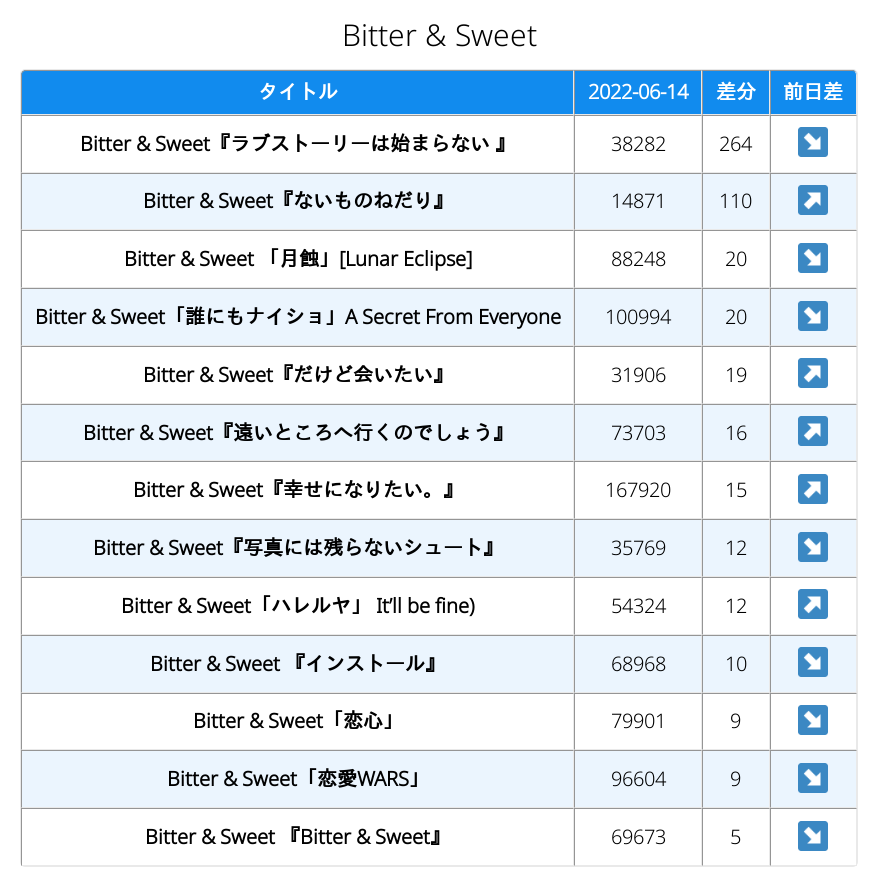 Bitter & Sweet
タイトル 2022-06-14 差分 前日差
Bitter & Sweet『ラブストーリーは始まらない 』 38282 264 ↘
Bitter & Sweet『ないものねだり』 14871 110 ↗
Bitter & Sweet 「月蝕」[Lunar Eclipse] 88248 20 ↘
Bitter & Sweet「誰にもナイショ」A Secret From Everyone 100994 20 ↘
Bitter & Sweet『だけど会いたい』 31906 19 ↗
Bitter & Sweet『遠いところへ行くのでしょう』 73703 16 ↗
Bitter & Sweet『幸せになりたい。』 167920 15 ↗
Bitter & Sweet『写真には残らないシュート』 35769 12 ↘
Bitter & Sweet「ハレルヤ」 It'll be fine) 54324 12 ↗
Bitter & Sweet 『インストール』 68968 10 ↘
Bitter & Sweet「恋心」 79901 9 ↘
Bitter & Sweet「恋愛WARS」 96604 9 ↘
Bitter & Sweet 『Bitter & Sweet』 69673 5 ↘